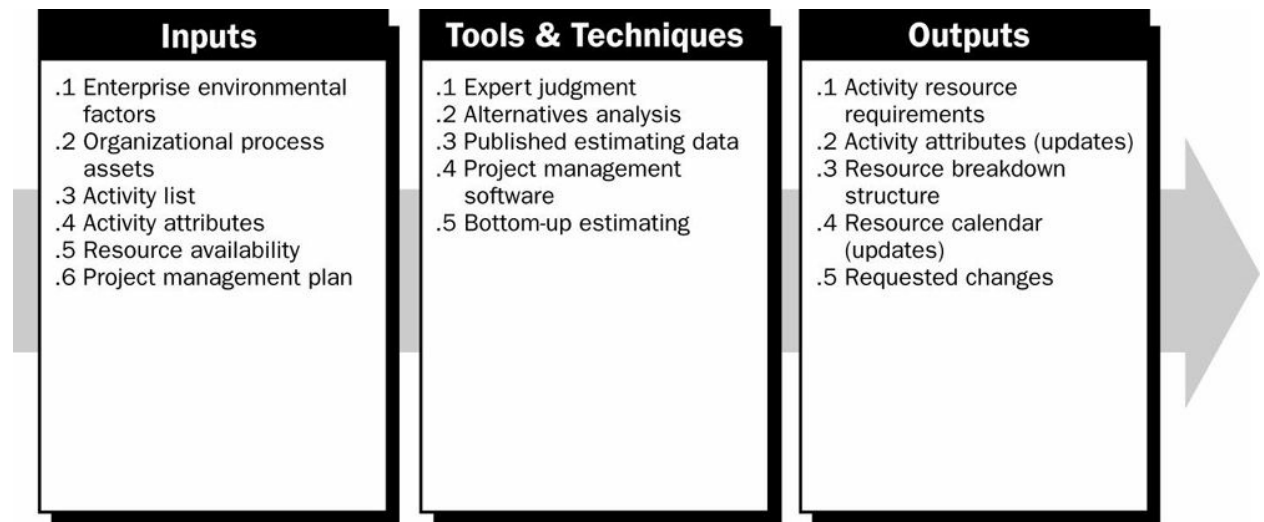 Inputs
.1 Enterprise environmental
factors
.2 Organizational process
assets
.3 Activity list
.4 Activity attributes
.5 Resource availability
.6 Project management plan
Tools & Techniques
.1 Expert judgment
.2 Alternatives analysis
.3 Published estimating data
.4 Project management
software
.5 Bottom-up estimating
Outputs
.1 Activity resource
requirements
.2 Activity attributes (updates)
.3 Resource breakdown
structure
.4 Resource calendar
(updates)
.5 Requested changes